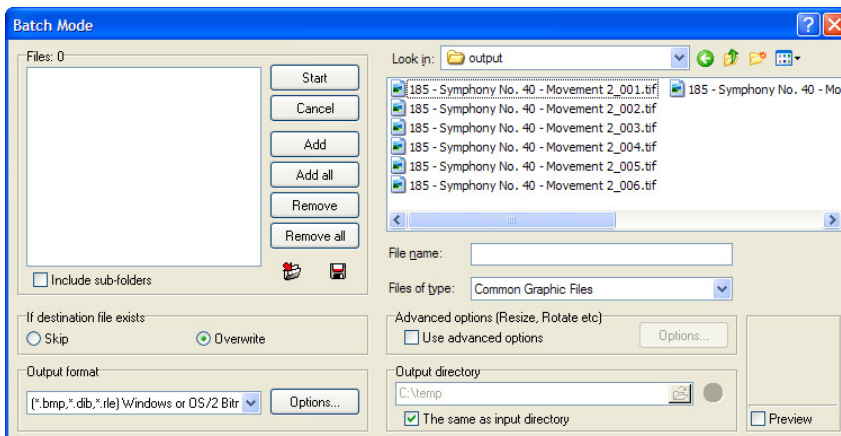 Batch Mode
Files: 0
Start
Cancel
Add
Add all
Remove
Remove all
Include sub-folders
If destination file exists
Skip
Overwrite
Output format
(*.bmp,*.dib,*.rle) Windows or OS/2 Bitr
Options...
Look in:
output
185 - Symphony No. 40 - Movement 2_001.tif
185 - Symphony No. 40 - Mo
185 - Symphony No. 40 - Movement 2_002.tif
185 - Symphony No. 40 - Movement 2_003.tif
185 - Symphony No. 40 - Movement 2_004.tif
185 - Symphony No. 40 - Movement 2_005.tif
185 - Symphony No. 40 - Movement 2_006.tif
File name:
Files of type:
Common Graphic Files
Advanced options (Resize, Rotate etc)
Use advanced options
Options...
Output directory
C:\temp
The same as input directory
Preview